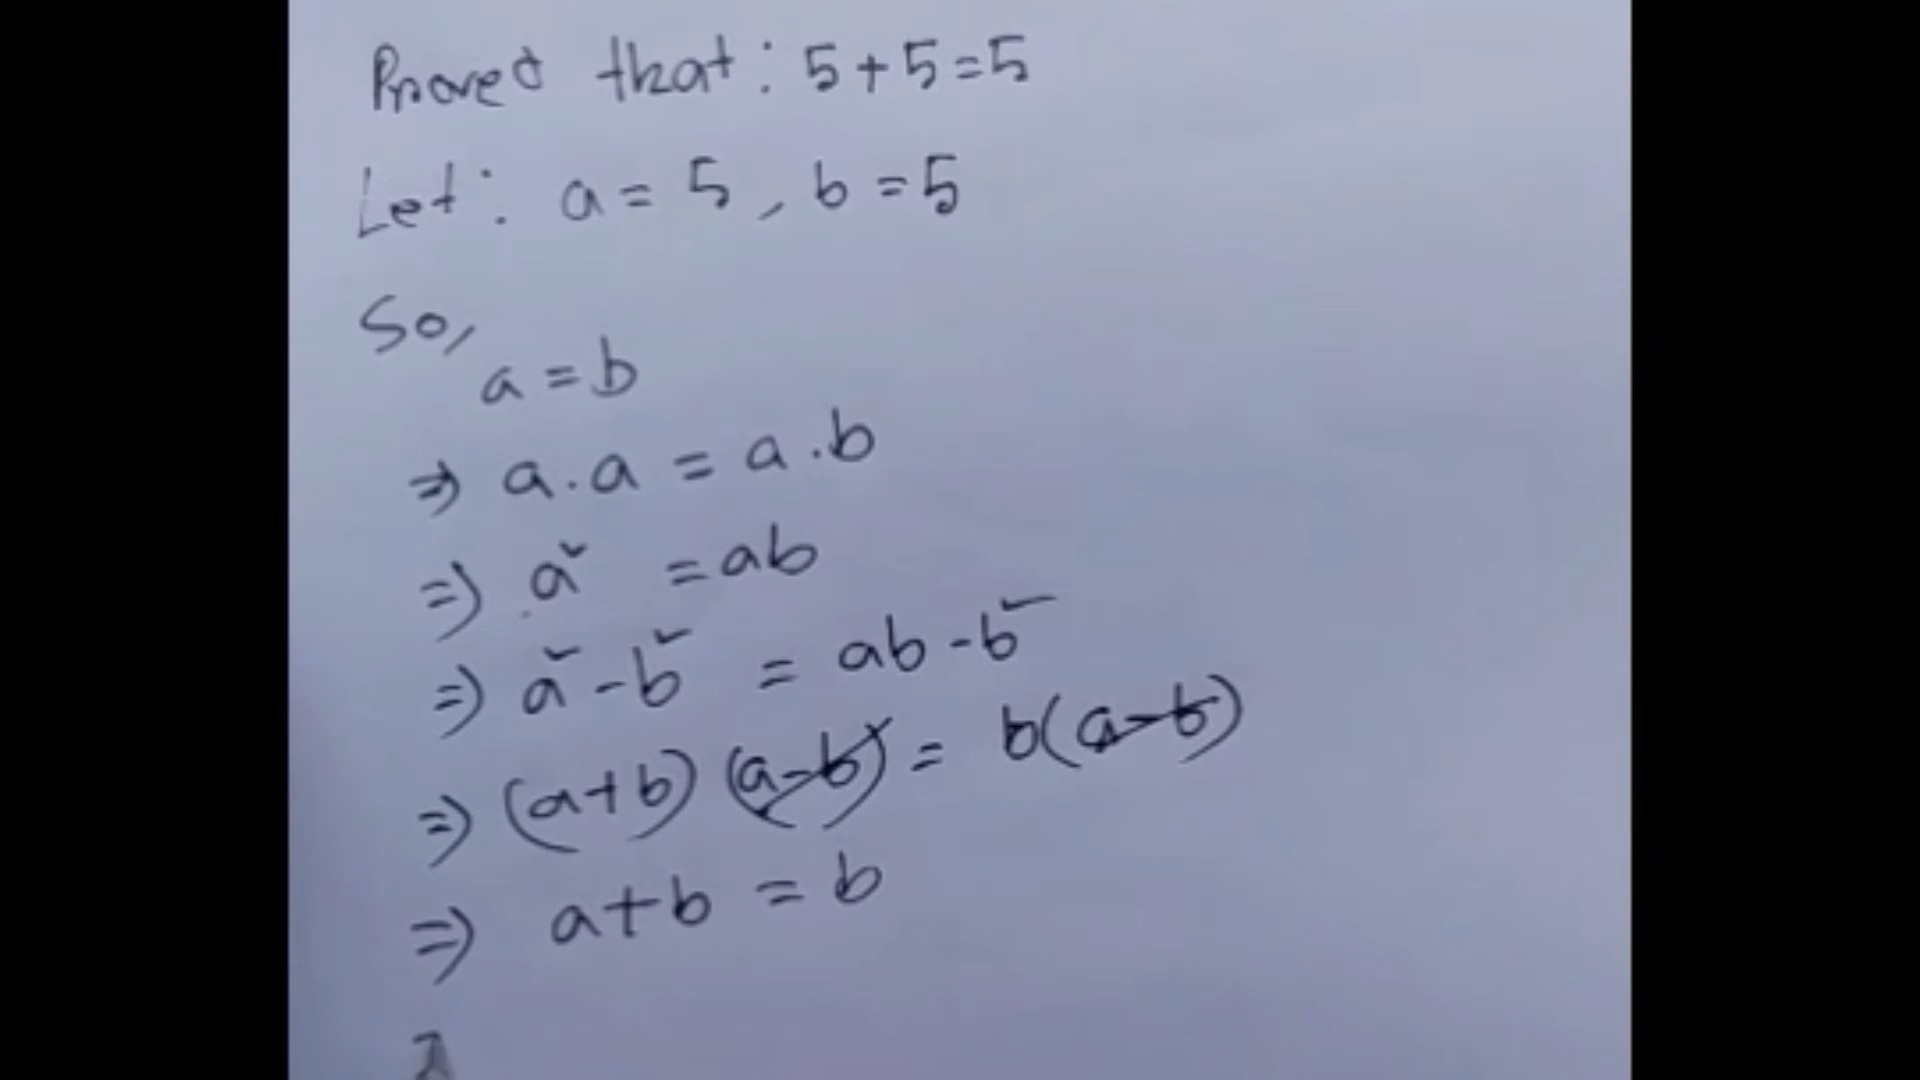 Proved that: 5+5=5
Let: a = 5, b = 5
So,
a = b
⇒ a.a = a.b
⇒ a² = ab
⇒ a² - b² = ab - b²
⇒ (a+b) (a-b) = b(a-b)
⇒ a+b = b